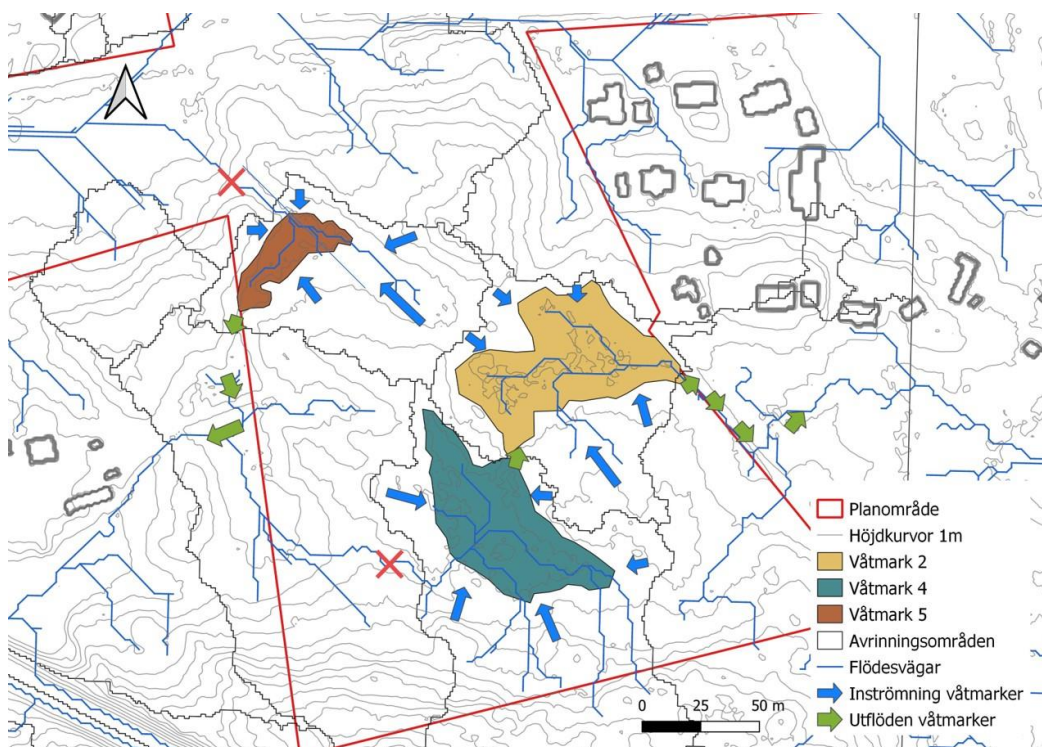 Planområde
Höjdkurvor 1m
Våtmark 2
Våtmark 4
Våtmark 5
Avrinningsområden
Flödesvägar
Inströmning våtmarker
Utflöden våtmarker
0 25 50 m